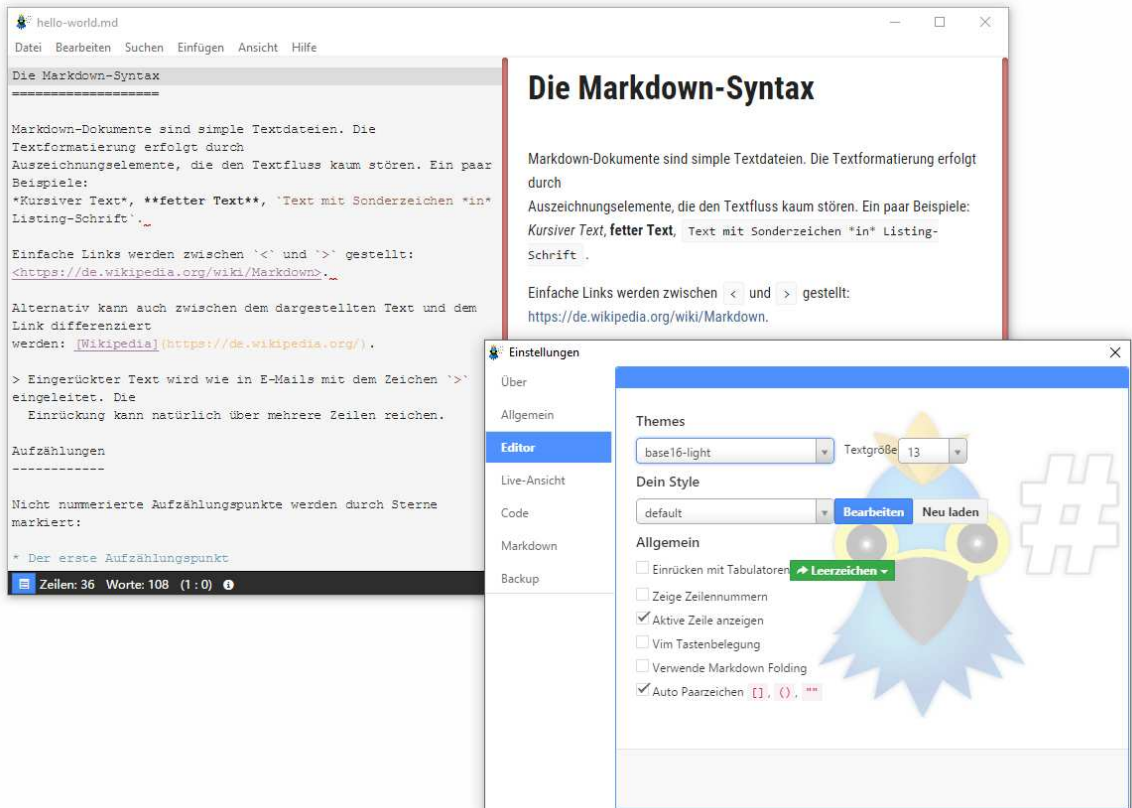 hello-world.md
Datei Bearbeiten Suchen Einfügen Ansicht Hilfe
Die Markdown-Syntax
===================
Markdown-Dokumente sind simple Textdateien. Die
Textformatierung erfolgt durch
Auszeichnungselemente, die den Textfluss kaum stören. Ein paar
Beispiele:
*Kursiver Text*, **fetter Text**, `Text mit Sonderzeichen *in*
Listing-Schrift`.
Einfache Links werden zwischen `<` und `>` gestellt:
<https://de.wikipedia.org/wiki/Markdown>.
Alternativ kann auch zwischen dem dargestellten Text und dem
Link differenziert
werden: [Wikipedia](https://de.wikipedia.org/).
> Eingerückter Text wird wie in E-Mails mit dem Zeichen `>`
eingeleitet. Die
Einrückung kann natürlich über mehrere Zeilen reichen.
Aufzählungen
------------
Nicht nummerierte Aufzählungspunkte werden durch Sterne
markiert:
* Der erste Aufzählungspunkt
Zeilen: 36 Worte: 108 (1 : 0)
Die Markdown-Syntax
Markdown-Dokumente sind simple Textdateien. Die Textformatierung erfolgt
durch
Auszeichnungselemente, die den Textfluss kaum stören. Ein paar Beispiele:
Kursiver Text, fetter Text, Text mit Sonderzeichen *in* Listing-
Schrift .
Einfache Links werden zwischen < und > gestellt:
https://de.wikipedia.org/wiki/Markdown.
Einstellungen
Über
Allgemein
Editor
Live-Ansicht
Code
Markdown
Backup
Themes
base16-light Textgröße 13
Dein Style
default Bearbeiten Neu laden
Allgemein
Einrücken mit Tabulatoren Leerzeichen
Zeige Zeilennummern
Aktive Zeile anzeigen
Vim Tastenbelegung
Verwende Markdown Folding
Auto Paarzeichen [], (), ""
#